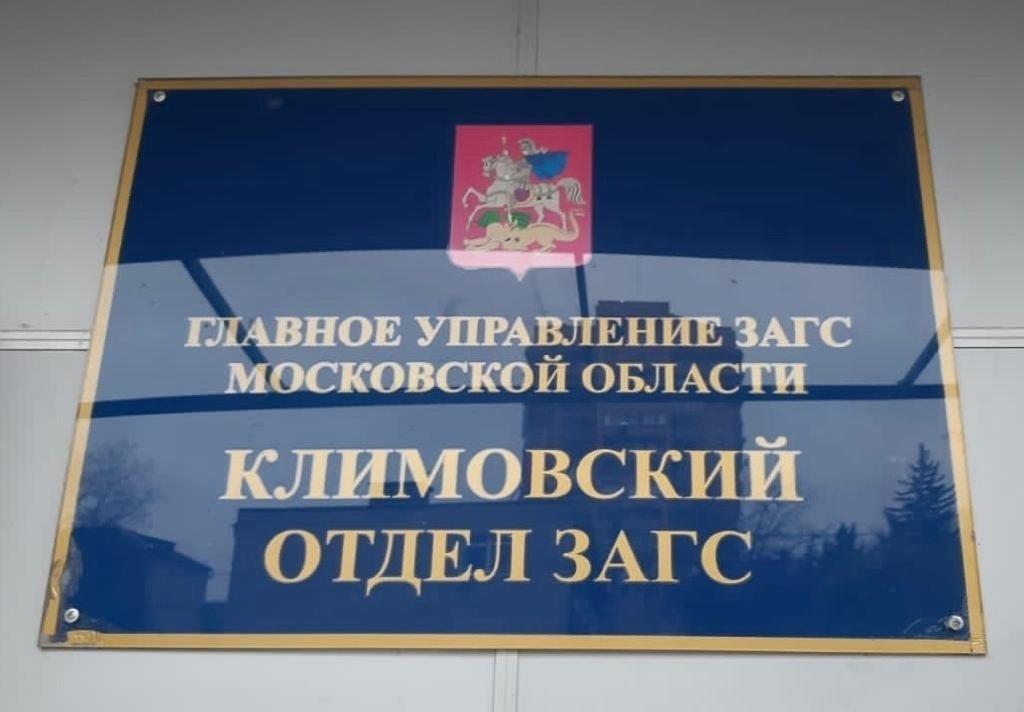 ГЛАВНОЕ УПРАВЛЕНИЕ ЗАГС
МОСКОВСКОЙ ОБЛАСТИ
КЛИМОВСКИЙ
ОТДЕЛ ЗАГС